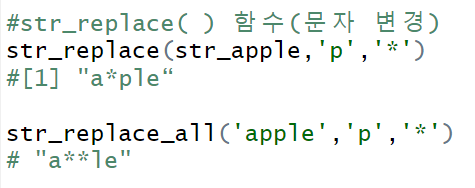 #str_replace( ) 함수(문자 변경)
str_replace(str_apple,'p','*')
#[1] "a*ple“
str_replace_all('apple','p','*')
# "a**le"